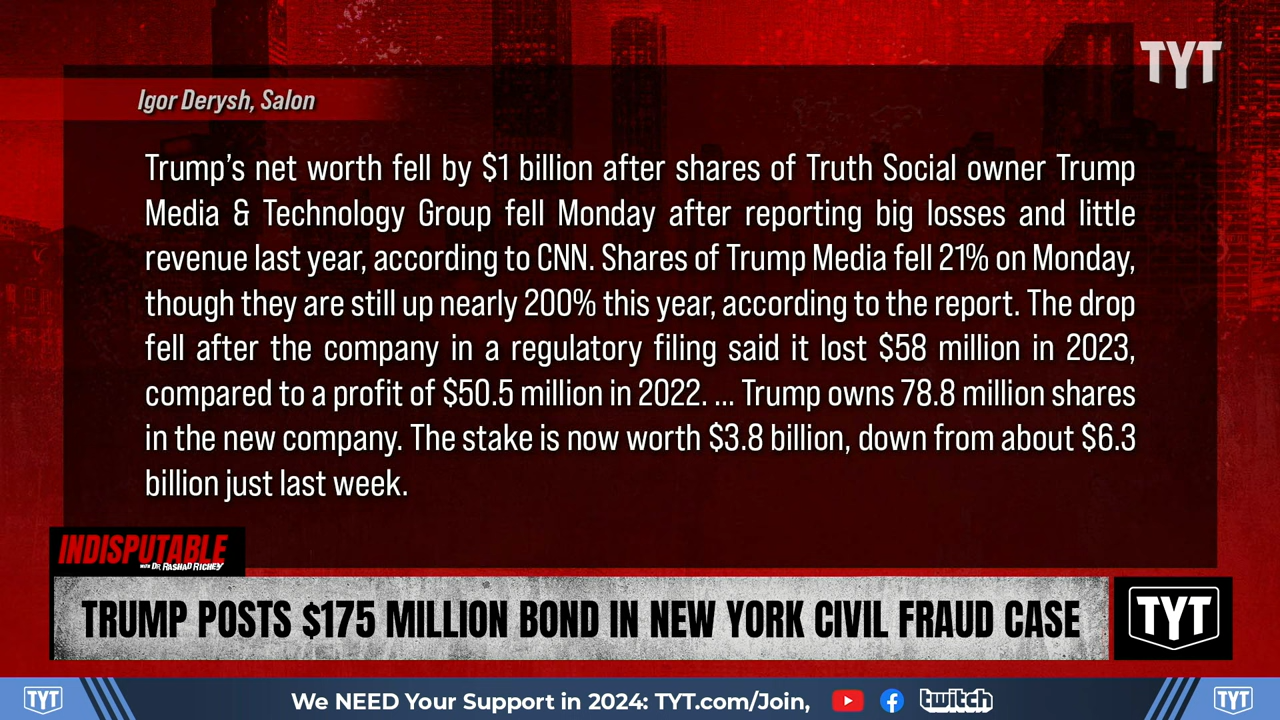 TYT
Igor Derysh, Salon
Trump's net worth fell by $1 billion after shares of Truth Social owner Trump
Media & Technology Group fell Monday after reporting big losses and little
revenue last year, according to CNN. Shares of Trump Media fell 21% on Monday,
though they are still up nearly 200% this year, according to the report. The drop
fell after the company in a regulatory filing said it lost $58 million in 2023,
compared to a profit of $50.5 million in 2022. ... Trump owns 78.8 million shares
in the new company. The stake is now worth $3.8 billion, down from about $6.3
billion just last week.
INDISPUTABLE
WITH DR. RASHAD RICHEY
TRUMP POSTS $175 MILLION BOND IN NEW YORK CIVIL FRAUD CASE
TYT
TYT
We NEED Your Support in 2024: TYT.com/Join,
twitch
TYT